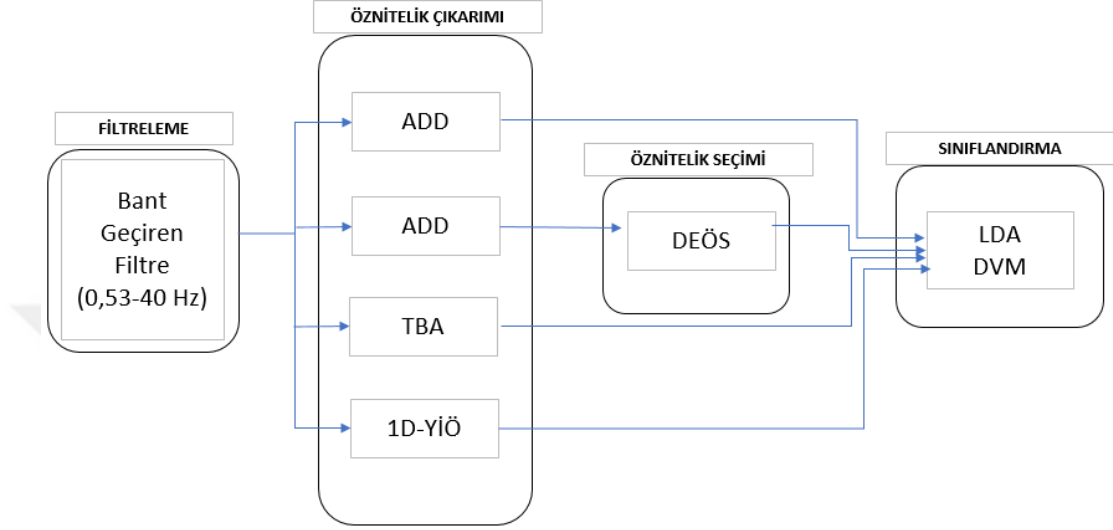 ÖZNİTELİK ÇIKARIMI
FİLTRELEME
Bant
Geçiren
Filtre
(0,53-40 Hz)
ADD
ADD
TBA
1D-YİÖ
ÖZNİTELİK SEÇİMİ
DEÖS
SINIFLANDIRMA
LDA
DVM